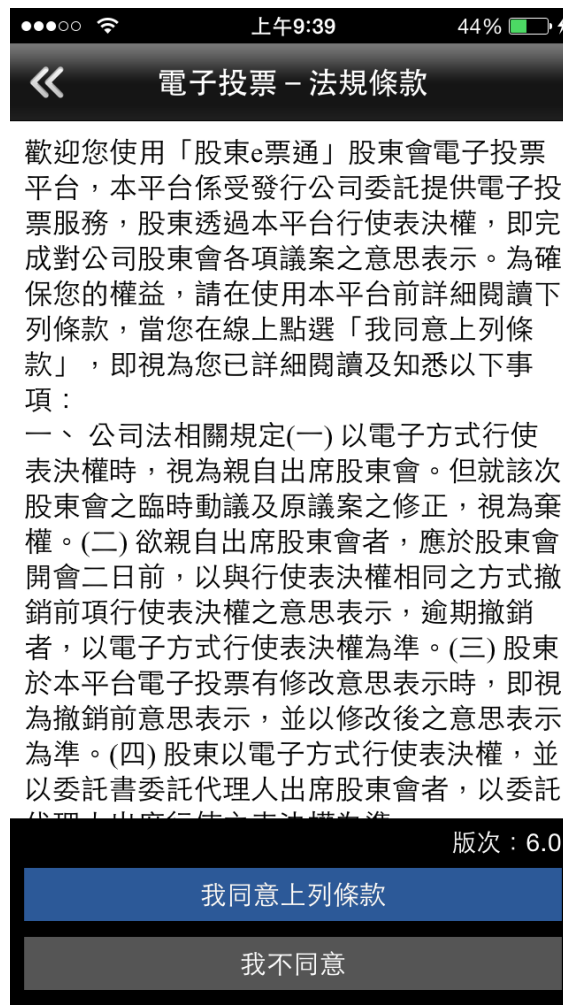 上午9:39
44%
電子投票 – 法規條款
歡迎您使用「股東e票通」股東會電子投票
平台，本平台係受發行公司委託提供電子投
票服務，股東透過本平台行使表決權，即完
成對公司股東會各項議案之意思表示。為確
保您的權益，請在使用本平台前詳細閱讀下
列條款，當您在線上點選「我同意上列條
款」，即視為您已詳細閱讀及知悉以下事
項：
一、 公司法相關規定(一) 以電子方式行使
表決權時，視為親自出席股東會。但就該次
股東會之臨時動議及原議案之修正，視為棄
權。(二) 欲親自出席股東會者，應於股東會
開會二日前，以與行使表決權相同之方式撤
銷前項行使表決權之意思表示，逾期撤銷
者，以電子方式行使表決權為準。(三) 股東
於本平台電子投票有修改意思表示時，即視
為撤銷前意思表示，並以修改後之意思表示
為準。(四) 股東以電子方式行使表決權，並
以委託書委託代理人出席股東會者，以委託
版次：6.0
我同意上列條款
我不同意